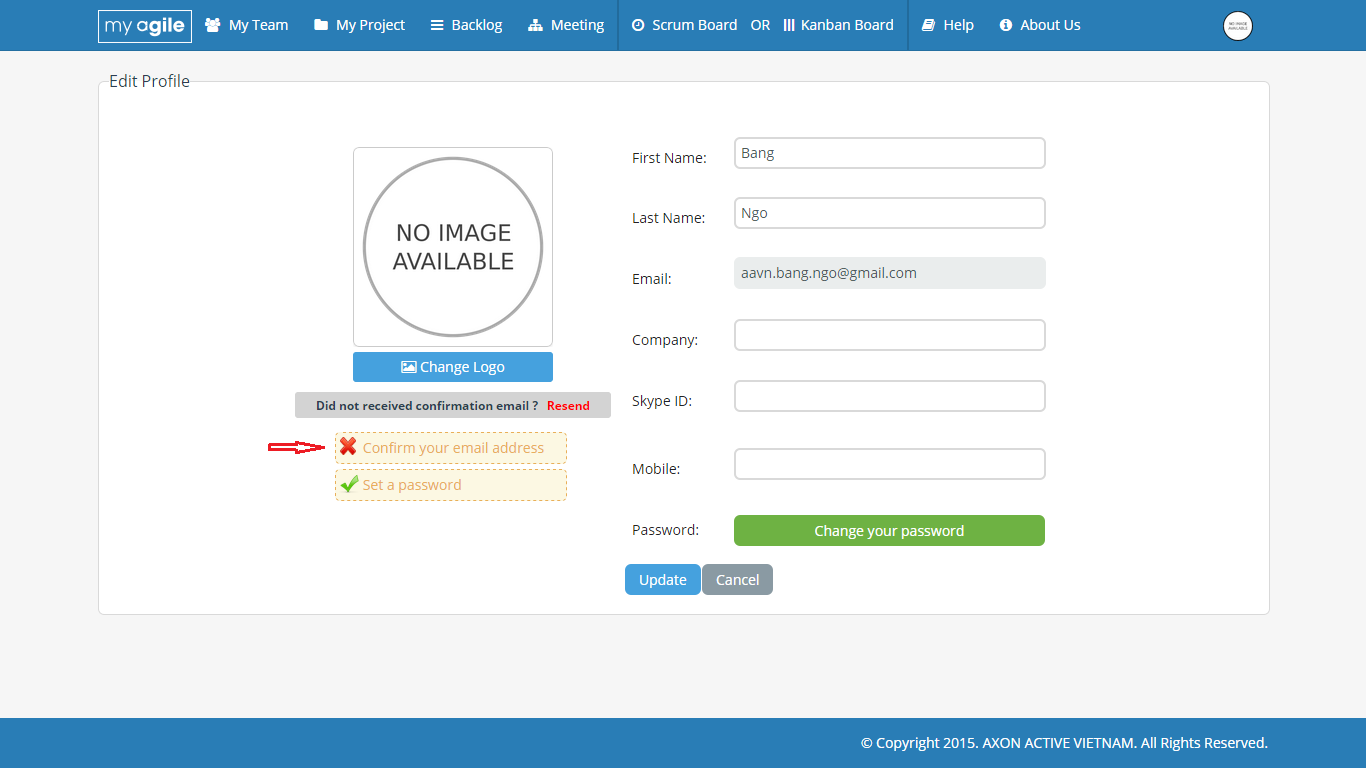 my agile My Team My Project Backlog Meeting Scrum Board OR Kanban Board Help About Us
Edit Profile
NO IMAGE
AVAILABLE
Change Logo
Did not received confirmation email ? Resend
Confirm your email address
Set a password
First Name: Bang
Last Name: Ngo
Email: aavn.bang.ngo@gmail.com
Company:
Skype ID:
Mobile:
Password: Change your password
Update Cancel
© Copyright 2015. AXON ACTIVE VIETNAM. All Rights Reserved.